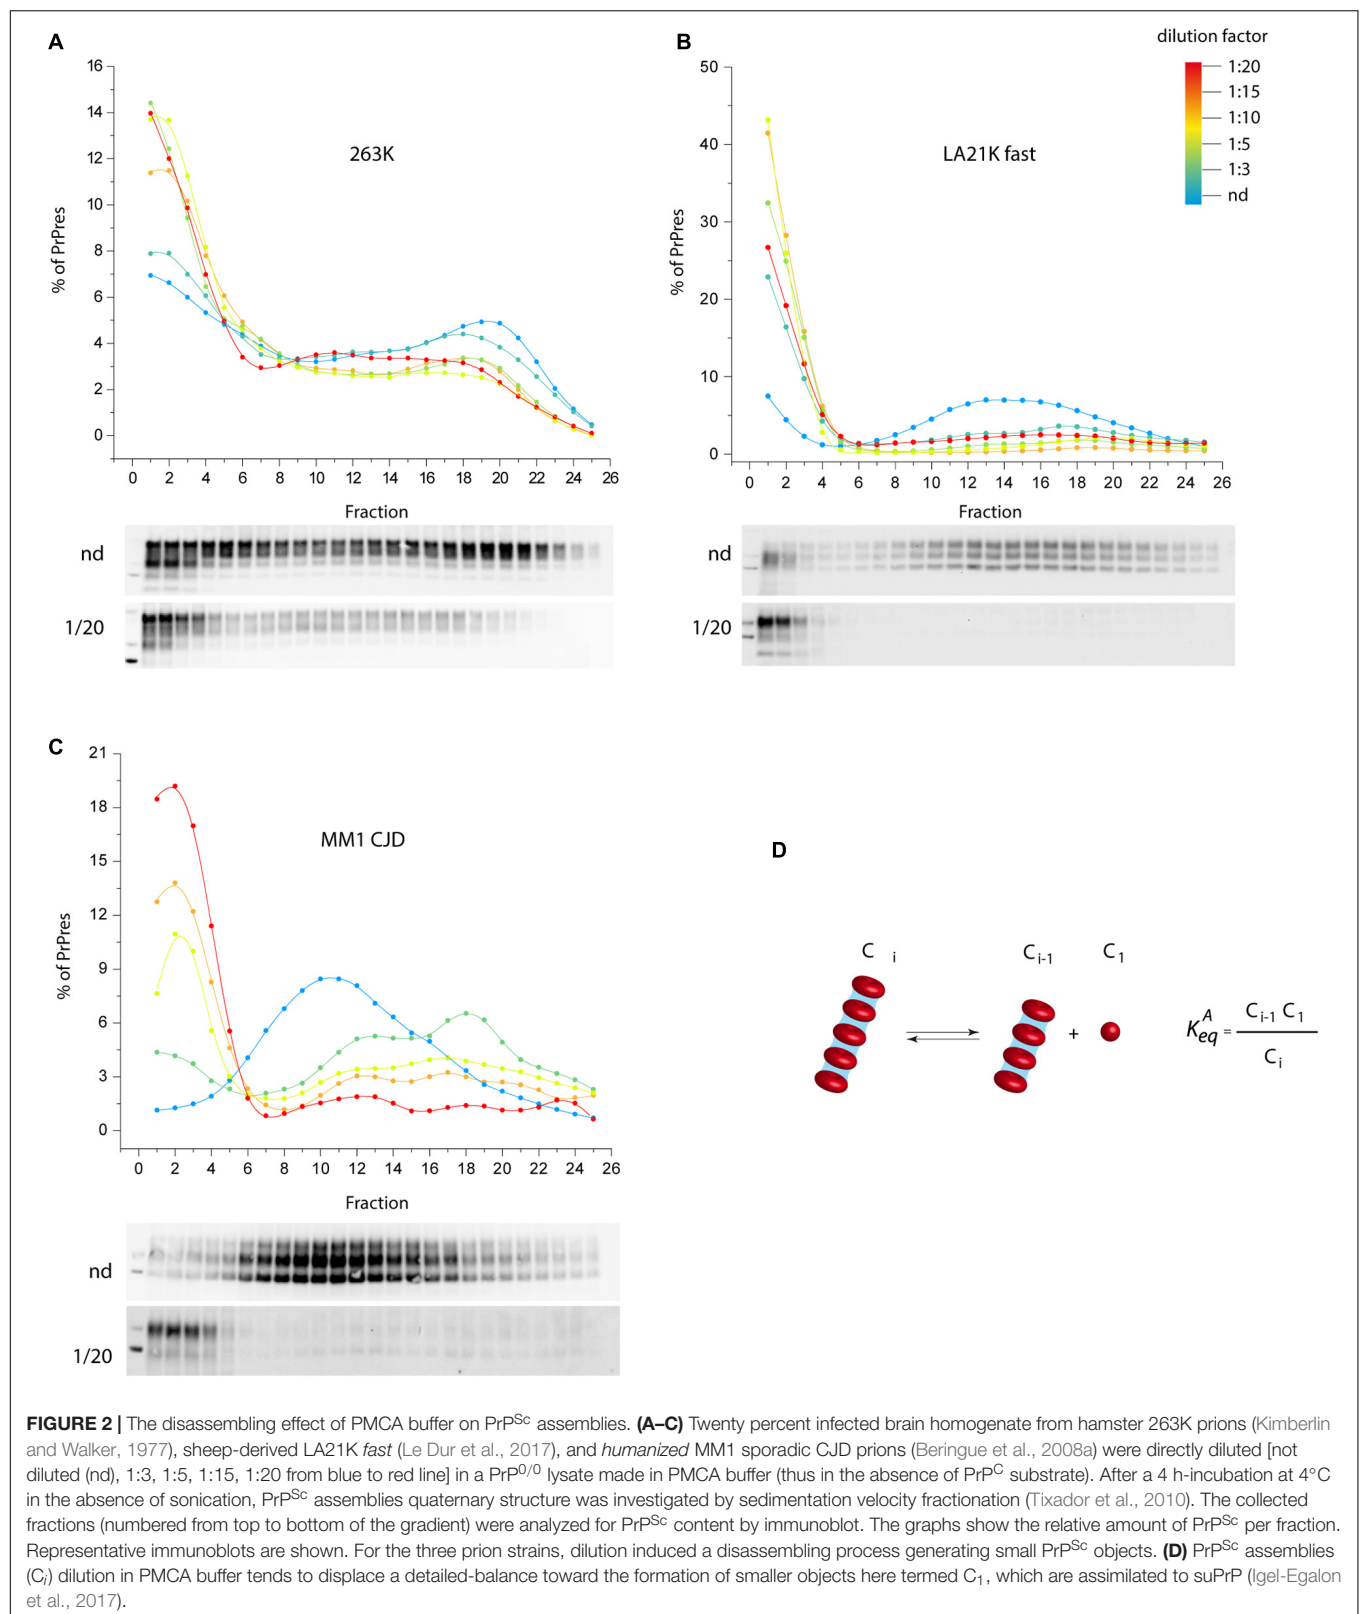 A
16
14
12
10
8
6
4
2
0
% of PrPres
263K
0 2 4 6 8 10 12 14 16 18 20 22 24 26
Fraction
nd
1/20
B
50
40
30
20
10
0
% of PrPres
LA21K fast
dilution factor
1:20
1:15
1:10
1:5
1:3
nd
0 2 4 6 8 10 12 14 16 18 20 22 24 26
Fraction
nd
1/20
C
21
18
15
12
9
6
3
0
% of PrPres
MM1 CJD
0 2 4 6 8 10 12 14 16 18 20 22 24 26
Fraction
nd
1/20
D
C i
C i-1
C 1
+
K eq A = C i-1 C 1 / C i
FIGURE 2 | The disassembling effect of PMCA buffer on PrPSc assemblies. (A–C) Twenty percent infected brain homogenate from hamster 263K prions (Kimberlin
and Walker, 1977), sheep-derived LA21K fast (Le Dur et al., 2017), and humanized MM1 sporadic CJD prions (Beringue et al., 2008a) were directly diluted [not
diluted (nd), 1:3, 1:5, 1:15, 1:20 from blue to red line] in a PrP0/0 lysate made in PMCA buffer (thus in the absence of PrPC substrate). After a 4 h-incubation at 4°C
in the absence of sonication, PrPSc assemblies quaternary structure was investigated by sedimentation velocity fractionation (Tixador et al., 2010). The collected
fractions (numbered from top to bottom of the gradient) were analyzed for PrPSc content by immunoblot. The graphs show the relative amount of PrPSc per fraction.
Representative immunoblots are shown. For the three prion strains, dilution induced a disassembling process generating small PrPSc objects. (D) PrPSc assemblies
(Ci) dilution in PMCA buffer tends to displace a detailed-balance toward the formation of smaller objects here termed C1, which are assimilated to suPrP (Igel-Egalon
et al., 2017).